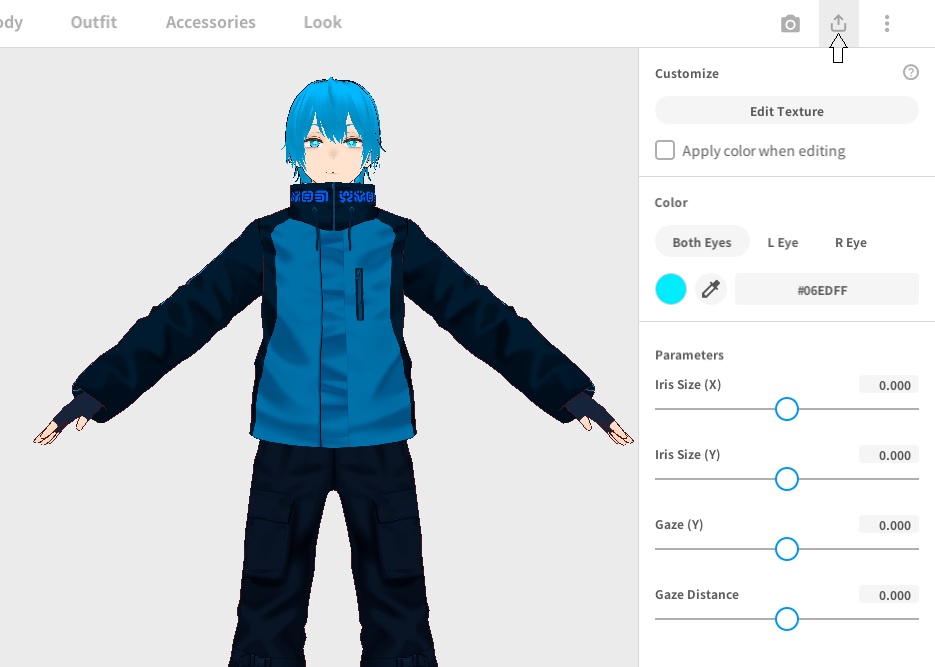 ody Outfit Accessories Look
Customize
Edit Texture
Apply color when editing
Color
Both Eyes L Eye R Eye
#06EDFF
Parameters
Iris Size (X) 0.000
Iris Size (Y) 0.000
Gaze (Y) 0.000
Gaze Distance 0.000